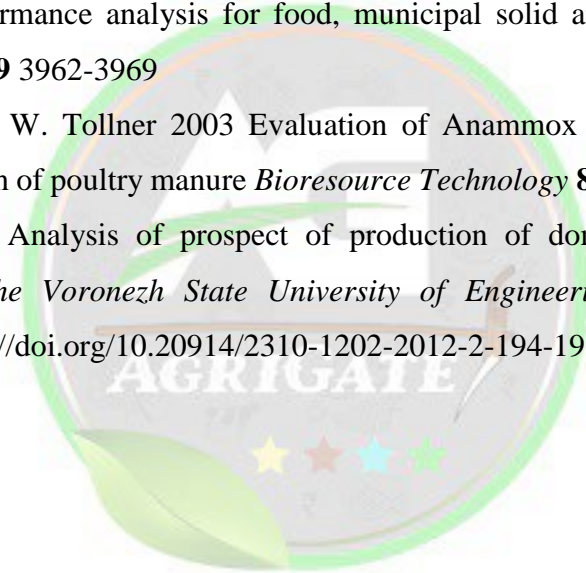 rmance analysis for food, municipal solid a
9 3962-3969
W. Tollner 2003 Evaluation of Anammox
n of poultry manure Bioresource Technology 8
Analysis of prospect of production of dor
he Voronezh State University of Engineeri
//doi.org/10.20914/2310-1202-2012-2-194-19
AGRIGATE